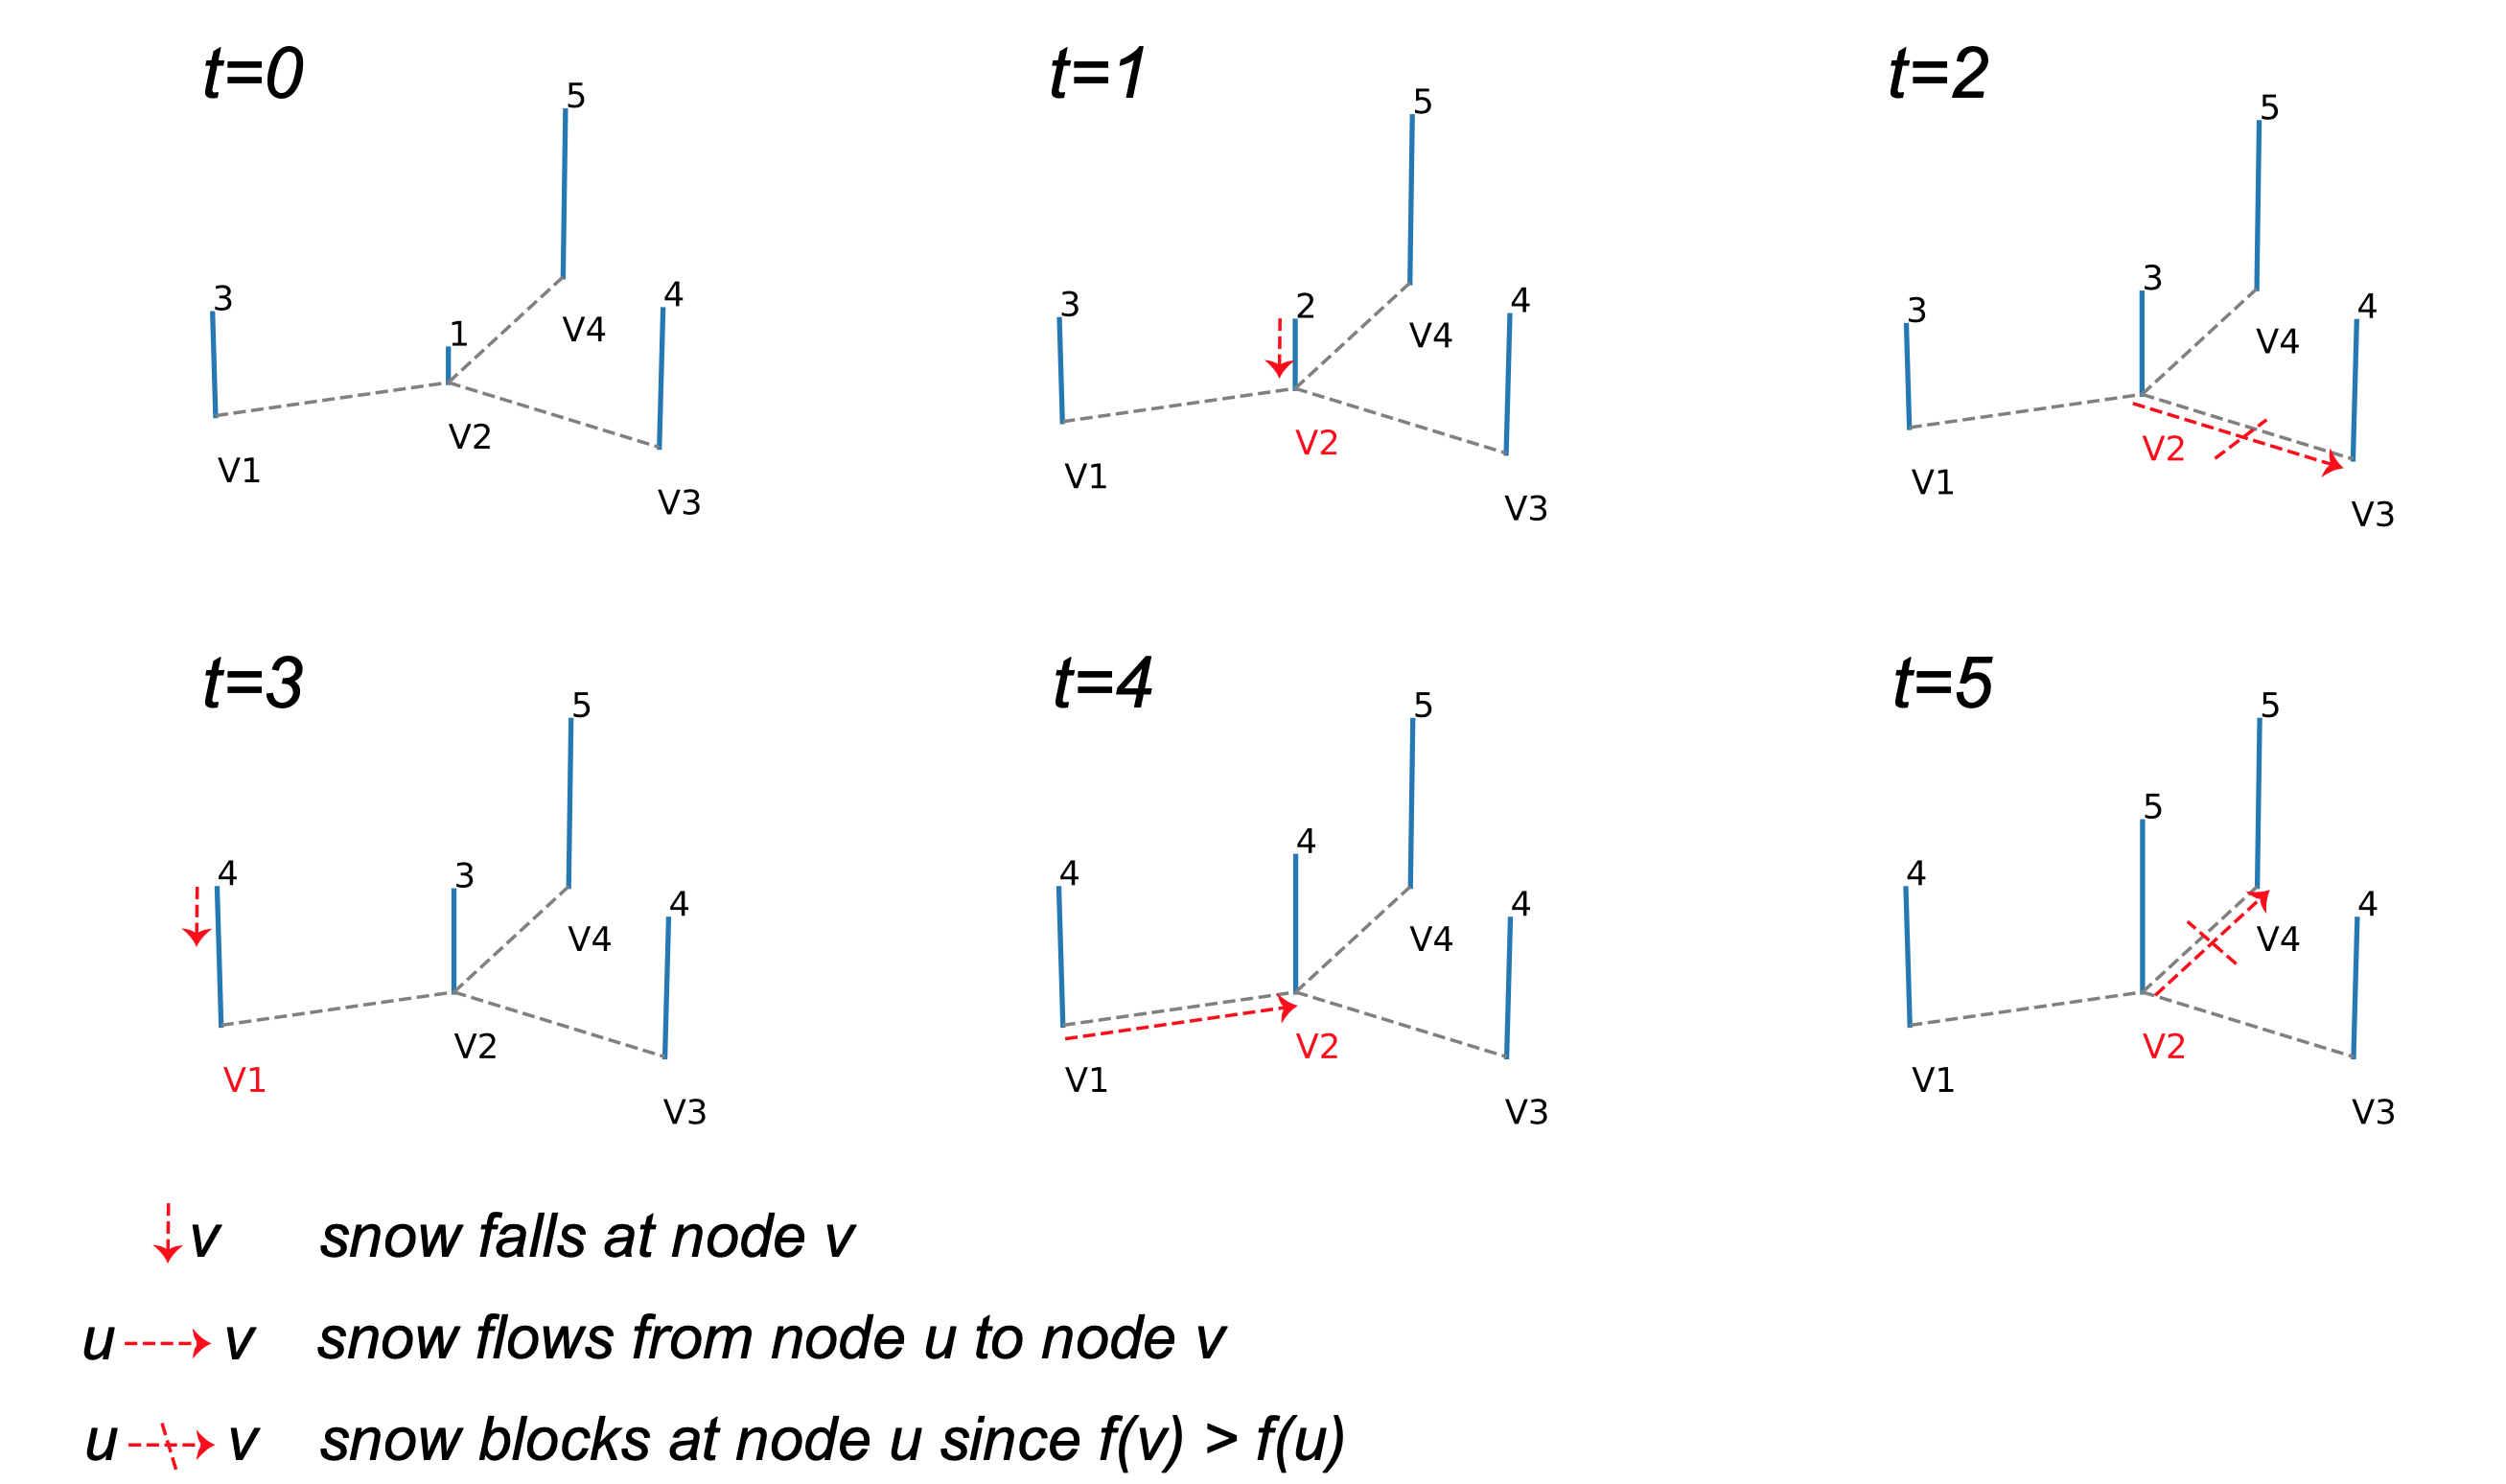 t=0
5
3
1
4
V4
V2
V1
V3
t=1
5
3
2
4
V4
V2
V1
V3
t=2
5
3
3
4
V4
V2
V1
V3
t=3
5
4
3
4
V4
V2
V1
V3
t=4
5
4
4
4
V4
V2
V1
V3
t=5
5
5
4
4
V4
V2
V1
V3
v snow falls at node v
u v snow flows from node u to node v
u v snow blocks at node u since f(v) > f(u)